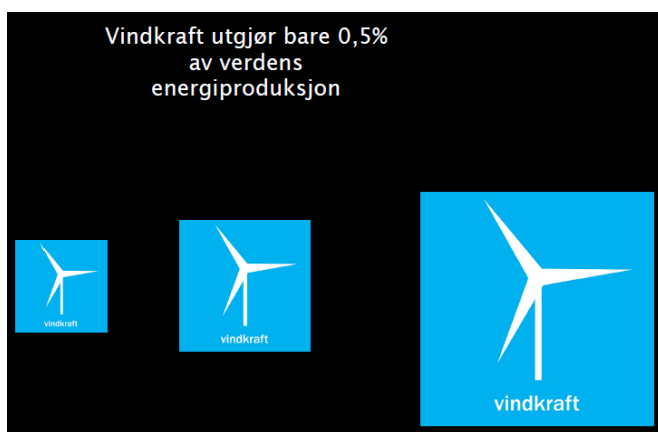 Vindkraft utgjør bare 0,5%
av verdens
energiproduksjon
vindkraft
vindkraft
vindkraft